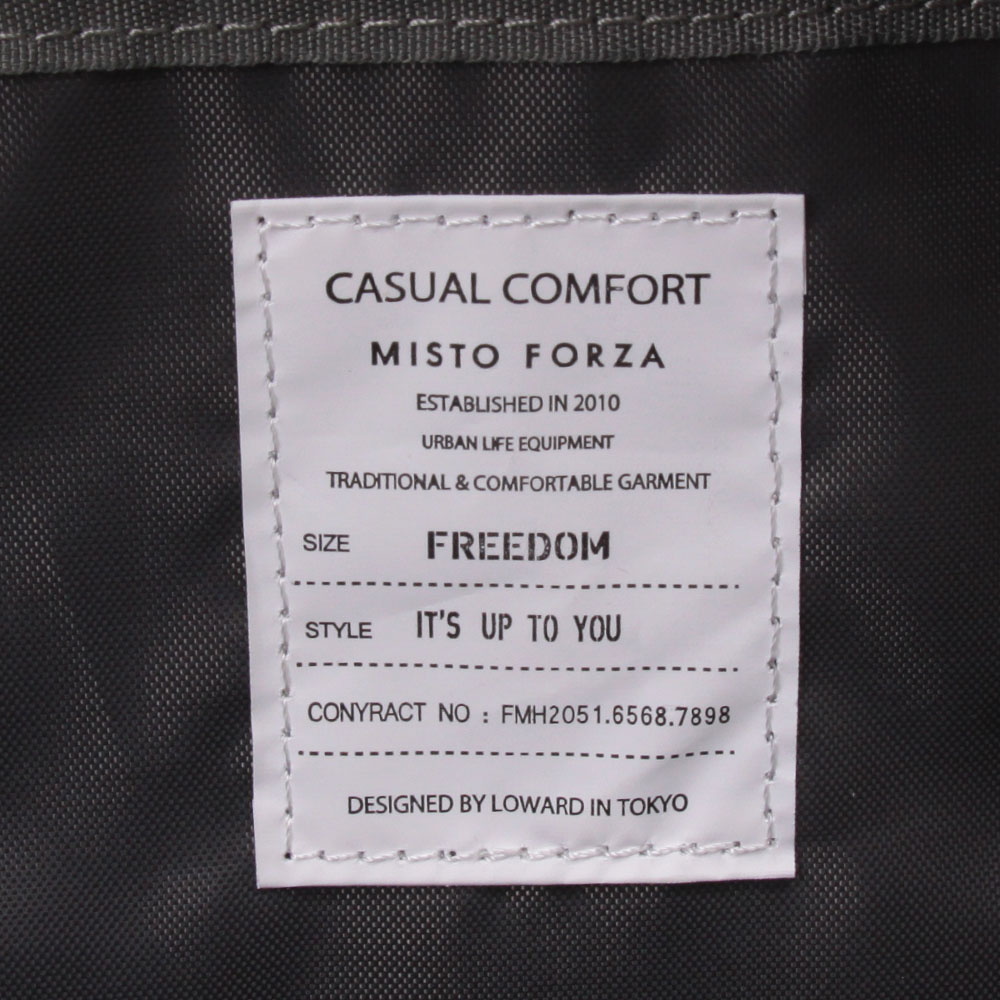 CASUAL COMFORT
MISTO FORZA
ESTABLISHED IN 2010
URBAN LIFE EQUIPMENT
TRADITIONAL & COMFORTABLE GARMENT
SIZE FREEDOM
STYLE IT'S UP TO YOU
CONYRACT NO : FMH2051.6568.7898
DESIGNED BY LOWARD IN TOKYO